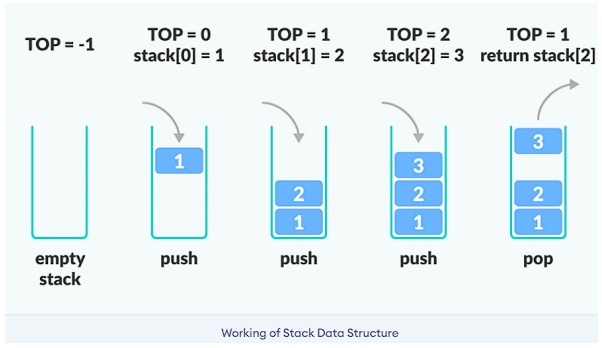 TOP = -1
TOP = 0
stack[0] = 1
TOP = 1
stack[1] = 2
TOP = 2
stack[2] = 3
TOP = 1
return stack[2]
1
2
1
3
2
1
3
2
1
empty
stack
push
push
push
pop
Working of Stack Data Structure